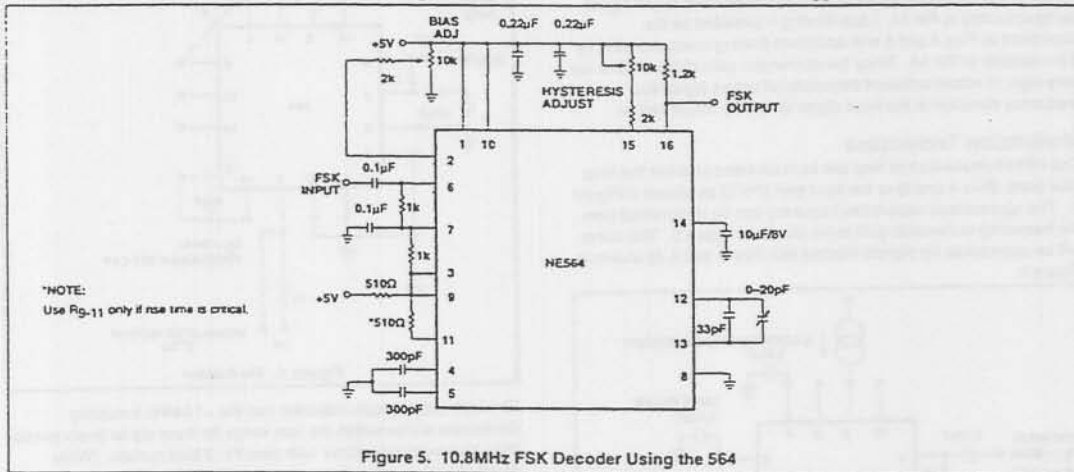 BIAS
ADJ
0.22µF
0.22µF
+5V
10k
2k
10k
1.2k
HYSTERESIS
ADJUST
FSK
OUTPUT
2k
1
10
15
16
2
0.1µF
FSK
INPUT
6
1k
0.1µF
7
14
10µF/8V
1k
3
NE564
510Ω
+5V
9
*NOTE:
Use R9-11 only if rise time is critical.
*510Ω
11
12
0–20pF
33pF
13
300pF
4
8
5
300pF
Figure 5. 10.8MHz FSK Decoder Using the 564